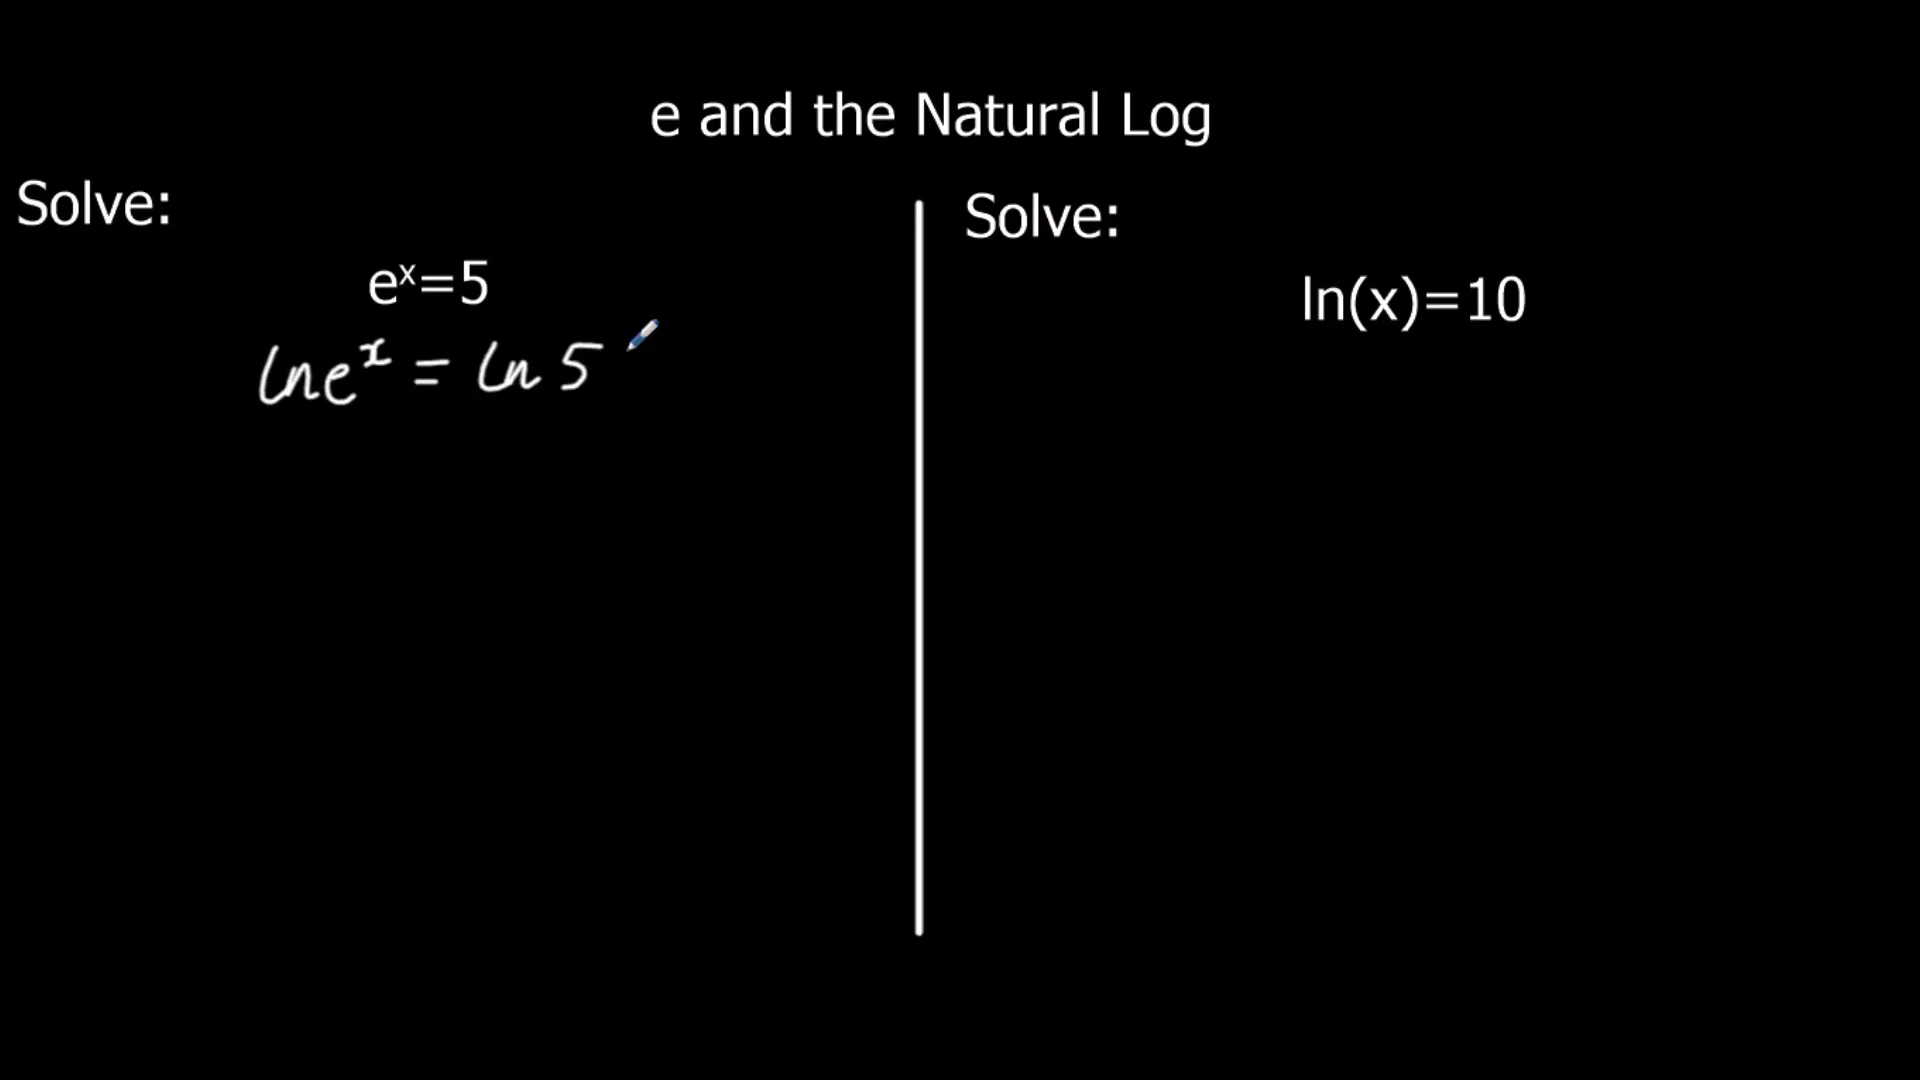 e and the Natural Log
Solve:
eˣ=5
ln eˣ = ln 5
Solve:
ln(x)=10